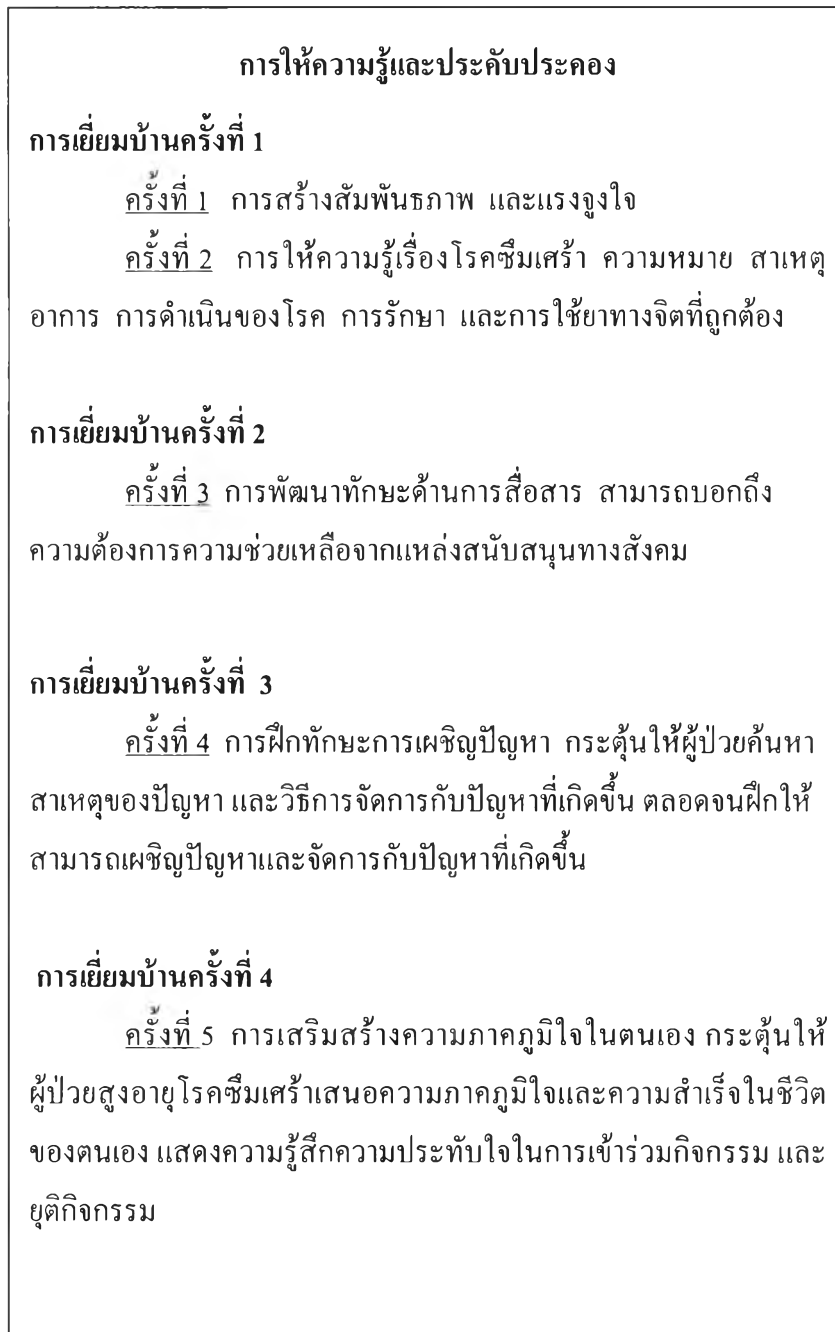 การให้ความรู้และประคับประคอง
การเยี่ยมบ้านครั้งที่ 1
ครั้งที่ 1 การสร้างสัมพันธภาพ และแรงจูงใจ
ครั้งที่ 2 การให้ความรู้เรื่องโรคซึมเศร้า ความหมาย สาเหตุ
อาการ การดำเนินของโรค การรักษา และการใช้ยาทางจิตที่ถูกต้อง
การเยี่ยมบ้านครั้งที่ 2
ครั้งที่ 3 การพัฒนาทักษะด้านการสื่อสาร สามารถบอกถึง
ความต้องการความช่วยเหลือจากแหล่งสนับสนุนทางสังคม
การเยี่ยมบ้านครั้งที่ 3
ครั้งที่ 4 การฝึกทักษะการเผชิญปัญหา กระตุ้นให้ผู้ป่วยค้นหา
สาเหตุของปัญหา และวิธีการจัดการกับปัญหาที่เกิดขึ้น ตลอดจนฝึกให้
สามารถเผชิญปัญหาและจัดการกับปัญหาที่เกิดขึ้น
การเยี่ยมบ้านครั้งที่ 4
ครั้งที่ 5 การเสริมสร้างความภาคภูมิใจในตนเอง กระตุ้นให้
ผู้ป่วยสูงอายุโรคซึมเศร้าเสนอความภาคภูมิใจและความสำเร็จในชีวิต
ของตนเอง แสดงความรู้สึกความประทับใจในการเข้าร่วมกิจกรรม และ
ยุติกิจกรรม